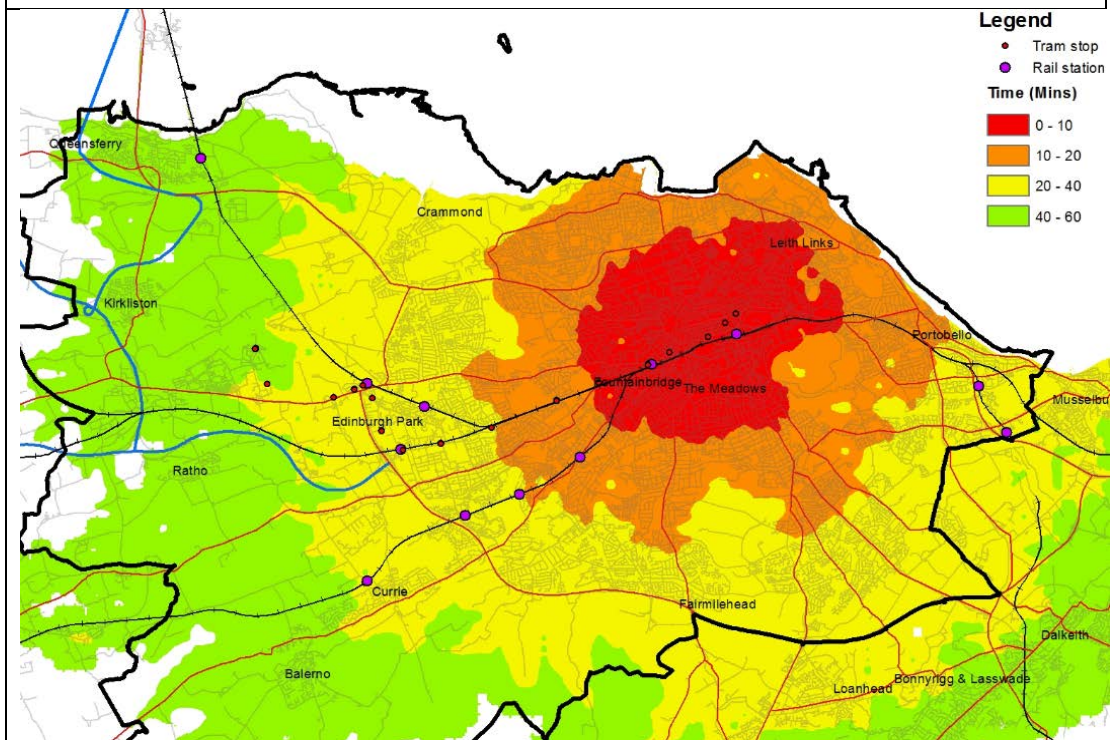 Legend
Tram stop
Rail station
Time (Mins)
0 - 10
10 - 20
20 - 40
40 - 60
Queensferry
Crammond
Leith Links
Kirkliston
Portobello
Fountainbridge
The Meadows
Musselbu
Edinburgh Park
Ratho
Currie
Fairmilehead
Dalkeith
Balerno
Bonnyrigg & Lasswade
Loanhead